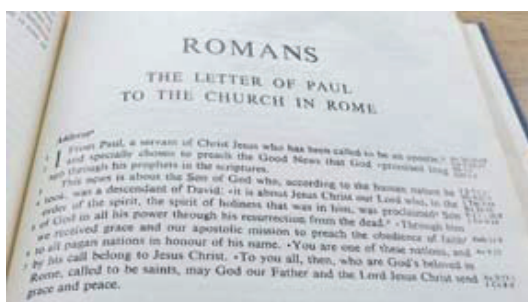 ROMANS
THE LETTER OF PAUL
TO THE CHURCH IN ROME
Address
From Paul, a servant of Christ Jesus who has been called to be an apostle,
and specially chosen to preach the Good News that God promised long
ago through his prophets in the scriptures.
This news is about the Son of God who, according to the human nature he
took, was a descendant of David: it is about Jesus Christ our Lord who, in the
order of the spirit, the spirit of holiness that was in him, was proclaimed Son
of God in all his power through his resurrection from the dead. Through him
we received grace and our apostolic mission to preach the obedience of faith
to all pagan nations in honour of his name. You are one of these nations, and
by his call belong to Jesus Christ. To you all, then, who are God's beloved in
Rome, called to be saints, may God our Father and the Lord Jesus Christ send
grace and peace.